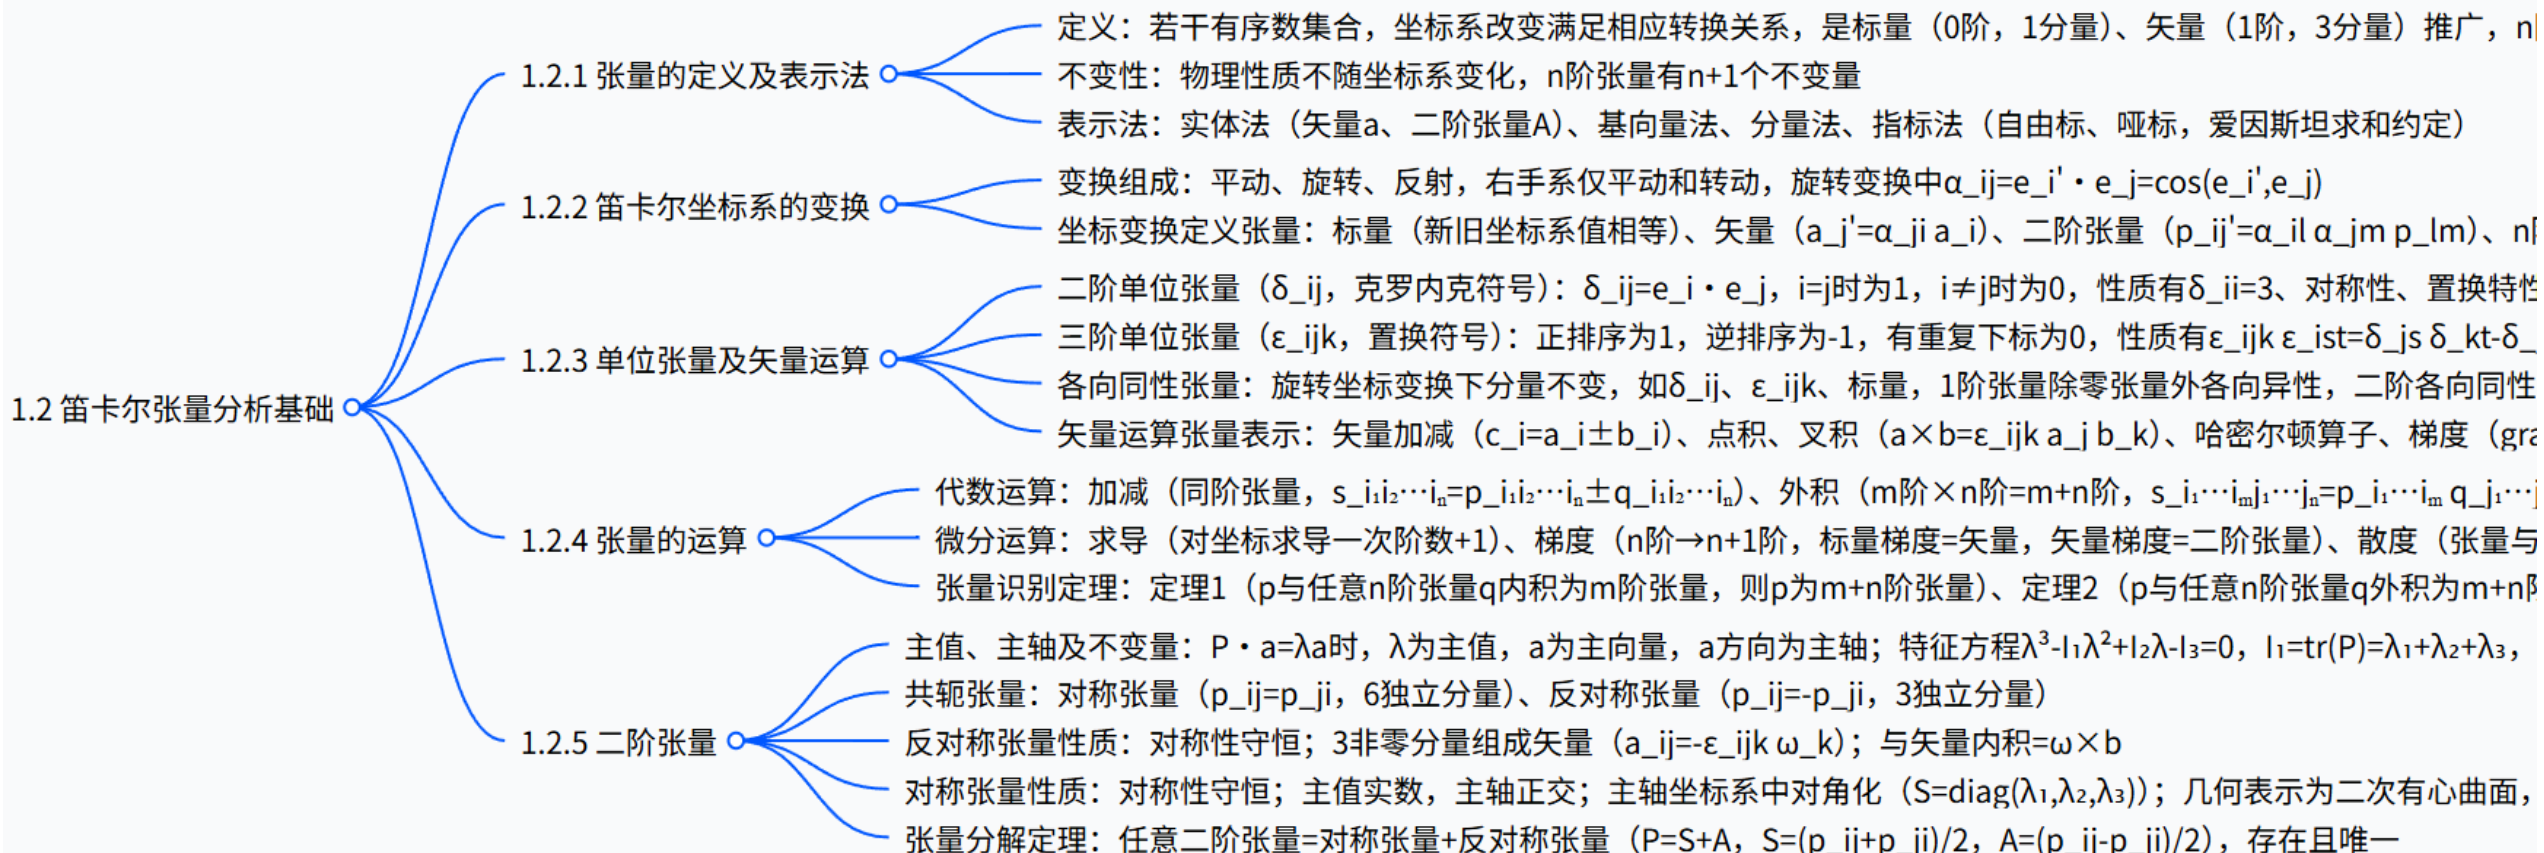 1.2 笛卡尔张量分析基础
1.2.1 张量的定义及表示法
定义：若干有序数集合，坐标系改变满足相应转换关系，是标量（0阶，1分量）、矢量（1阶，3分量）推广，n
不变性：物理性质不随坐标系变化，n阶张量有n+1个不变量
表示法：实体法（矢量a、二阶张量A）、基向量法、分量法、指标法（自由标、哑标，爱因斯坦求和约定）
1.2.2 笛卡尔坐标系的变换
变换组成：平动、旋转、反射，右手系仅平动和转动，旋转变换中α_ij=e_i'・e_j=cos(e_i',e_j)
坐标变换定义张量：标量（新旧坐标系值相等）、矢量（a_j'=α_ji a_i）、二阶张量（p_ij'=α_il α_jm p_lm）、n
1.2.3 单位张量及矢量运算
二阶单位张量（δ_ij，克罗内克符号）：δ_ij=e_i・e_j，i=j时为1，i≠j时为0，性质有δ_ii=3、对称性、置换特性
三阶单位张量（ε_ijk，置换符号）：正排序为1，逆排序为-1，有重复下标为0，性质有ε_ijk ε_ist=δ_js δ_kt-δ_
各向同性张量：旋转坐标变换下分量不变，如δ_ij、ε_ijk、标量，1阶张量除零张量外各向异性，二阶各向同性
矢量运算张量表示：矢量加减（c_i=a_i±b_i）、点积、叉积（a×b=ε_ijk a_j b_k）、哈密尔顿算子、梯度（gra
1.2.4 张量的运算
代数运算：加减（同阶张量，s_i₁i₂…iₙ=p_i₁i₂…iₙ±q_i₁i₂…iₙ）、外积（m阶×n阶=m+n阶，s_i₁…iₘj₁…jₙ=p_i₁…iₘ q_j₁…j
微分运算：求导（对坐标求导一次阶数+1）、梯度（n阶→n+1阶，标量梯度=矢量，矢量梯度=二阶张量）、散度（张量与
张量识别定理：定理1（p与任意n阶张量q内积为m阶张量，则p为m+n阶张量）、定理2（p与任意n阶张量q外积为m+n阶
1.2.5 二阶张量
主值、主轴及不变量：P・a=λa时，λ为主值，a为主向量，a方向为主轴；特征方程λ³-I₁λ²+I₂λ-I₃=0，I₁=tr(P)=λ₁+λ₂+λ₃，
共轭张量：对称张量（p_ij=p_ji，6独立分量）、反对称张量（p_ij=-p_ji，3独立分量）
反对称张量性质：对称性守恒；3非零分量组成矢量（a_ij=-ε_ijk ω_k）；与矢量内积=ω×b
对称张量性质：对称性守恒；主值实数，主轴正交；主轴坐标系中对角化（S=diag(λ₁,λ₂,λ₃)）；几何表示为二次有心曲面，
张量分解定理：任意二阶张量=对称张量+反对称张量（P=S+A，S=(p_ij+p_ji)/2，A=(p_ij-p_ji)/2），存在且唯一